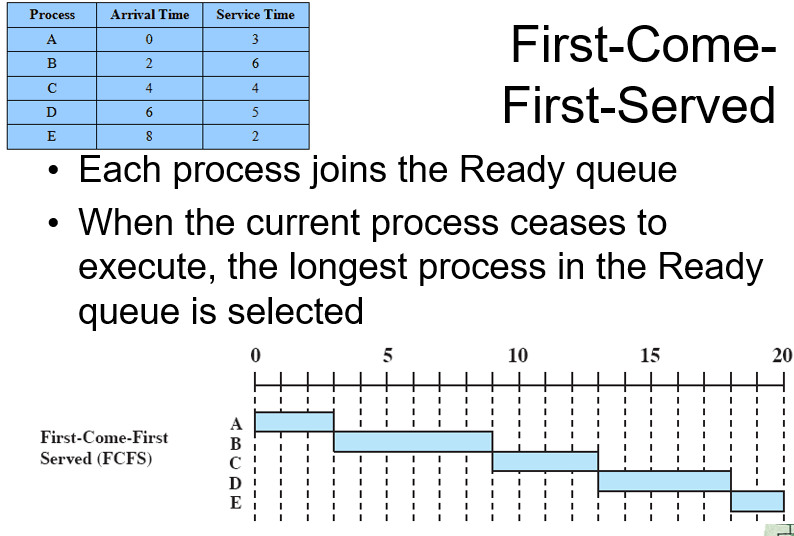 Process Arrival Time Service Time
A 0 3
B 2 6
C 4 4
D 6 5
E 8 2
First-Come-
First-Served
• Each process joins the Ready queue
• When the current process ceases to
execute, the longest process in the Ready
queue is selected
0 5 10 15 20
First-Come-First
Served (FCFS)
A
B
C
D
E